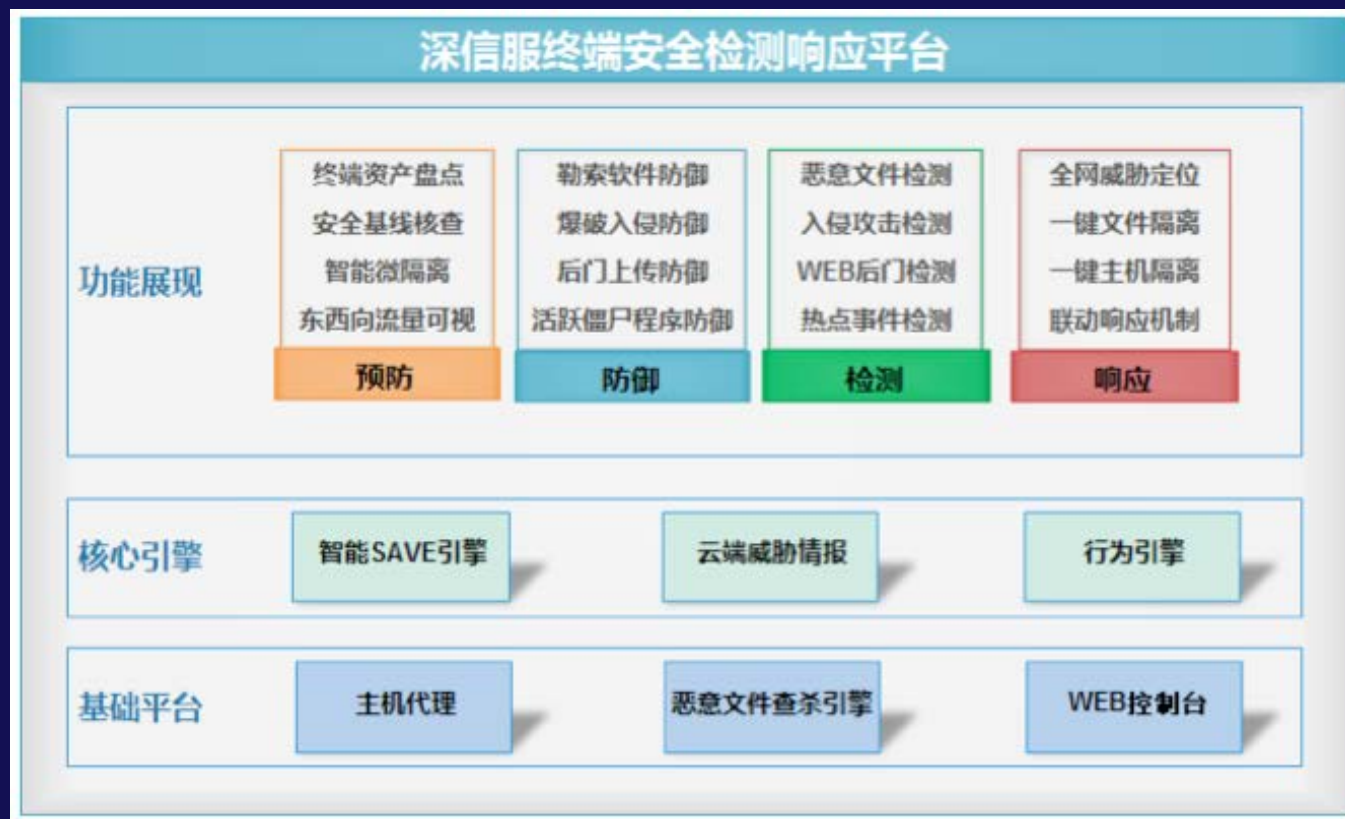 深信服终端安全检测响应平台
功能展现
终端资产盘点
安全基线核查
智能微隔离
东西向流量可视
预防
勒索软件防御
爆破入侵防御
后门上传防御
活跃僵尸程序防御
防御
恶意文件检测
入侵攻击检测
WEB后门检测
热点事件检测
检测
全网威胁定位
一键文件隔离
一键主机隔离
联动响应机制
响应
核心引擎
智能SAVE引擎
云端威胁情报
行为引擎
基础平台
主机代理
恶意文件查杀引擎
WEB控制台